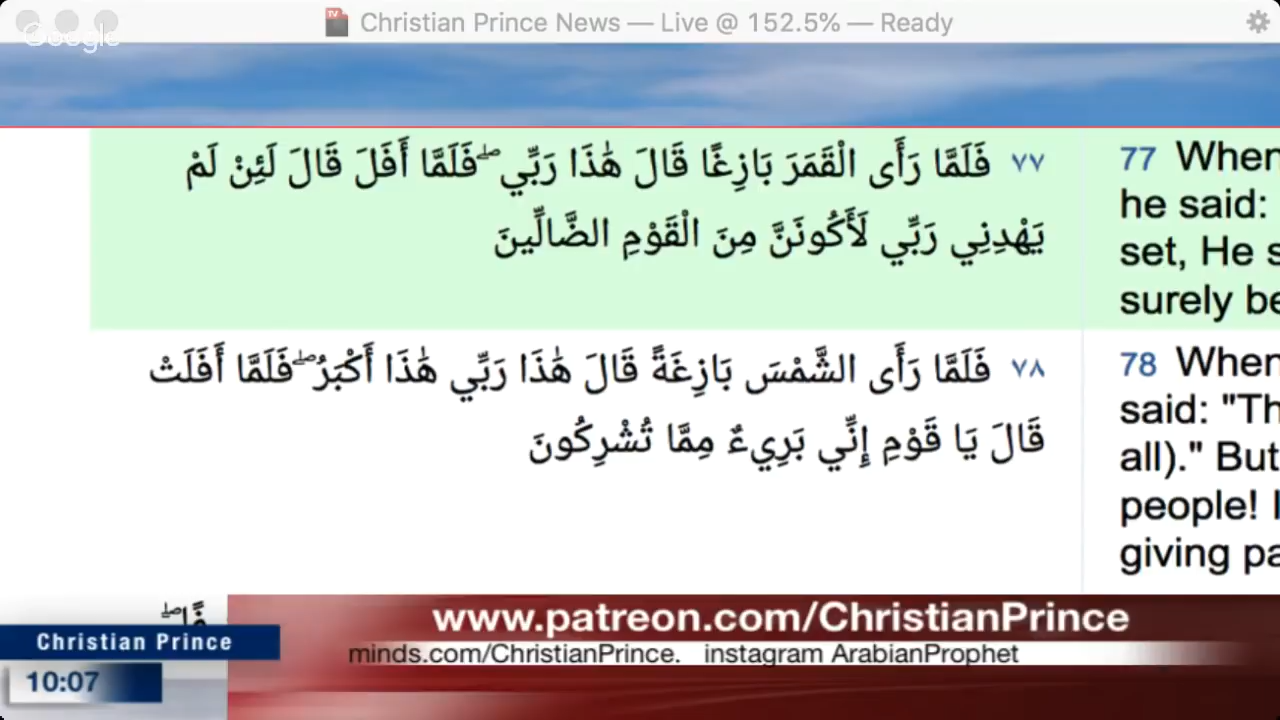 Christian Prince News — Live @ 152.5% — Ready
Google
٧٧ فَلَمَّا رَأَى الْقَمَرَ بَازِغًا قَالَ هَٰذَا رَبِّي ۖ فَلَمَّا أَفَلَ قَالَ لَئِنْ لَمْ
يَهْدِنِي رَبِّي لَأَكُونَنَّ مِنَ الْقَوْمِ الضَّالِّينَ
77 When
he said:
set, He s
surely be
٧٨ فَلَمَّا رَأَى الشَّمْسَ بَازِغَةً قَالَ هَٰذَا رَبِّي هَٰذَا أَكْبَرُ ۖ فَلَمَّا أَفَلَتْ
قَالَ يَا قَوْمِ إِنِّي بَرِيءٌ مِمَّا تُشْرِكُونَ
78 When
said: "Th
all)." But
people! I
giving pa
www.patreon.com/ChristianPrince
Christian Prince
minds.com/ChristianPrince. instagram ArabianProphet
10:07